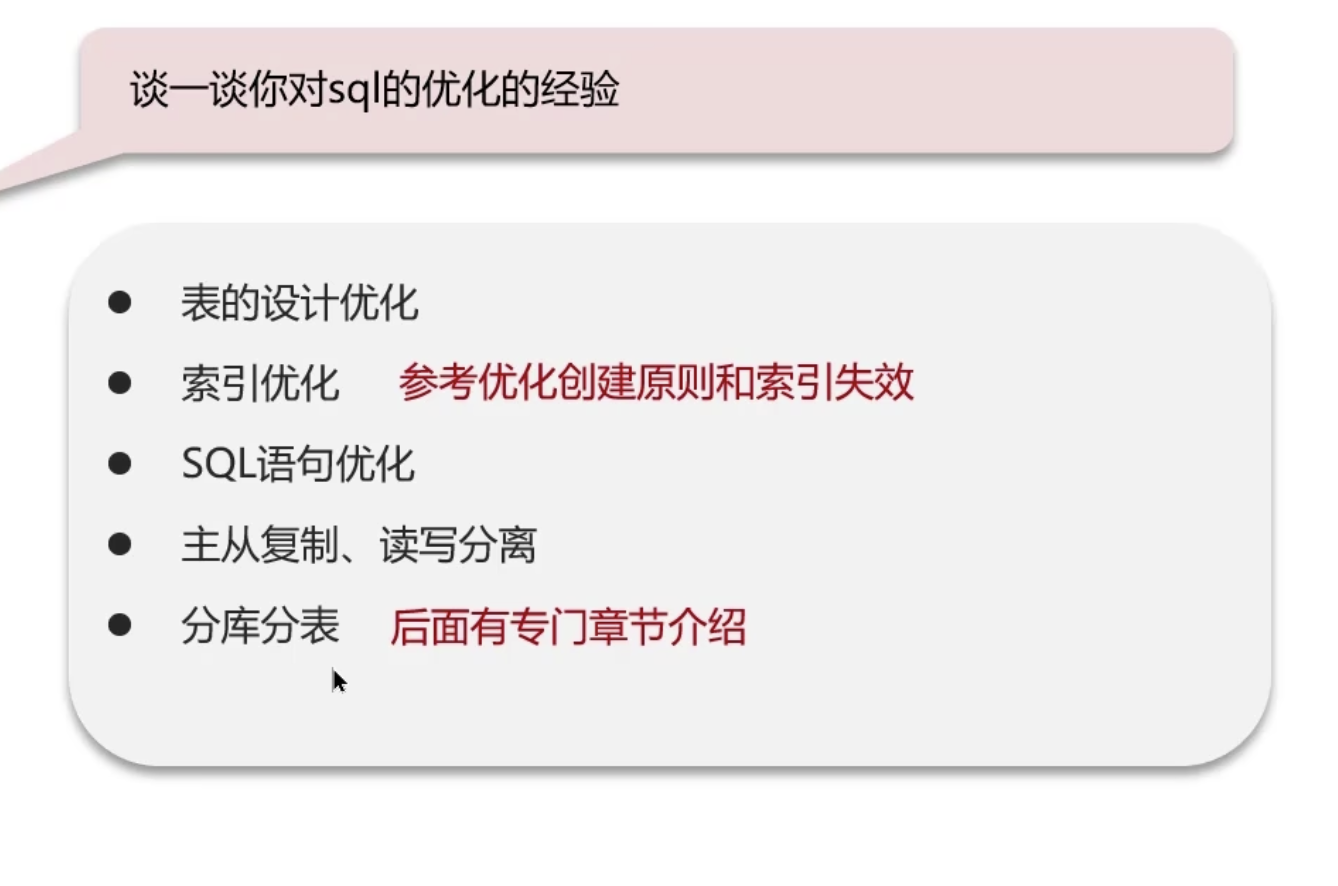 谈一谈你对sql的优化的经验
表的设计优化
索引优化 参考优化创建原则和索引失效
SQL语句优化
主从复制、读写分离
分库分表 后面有专门章节介绍